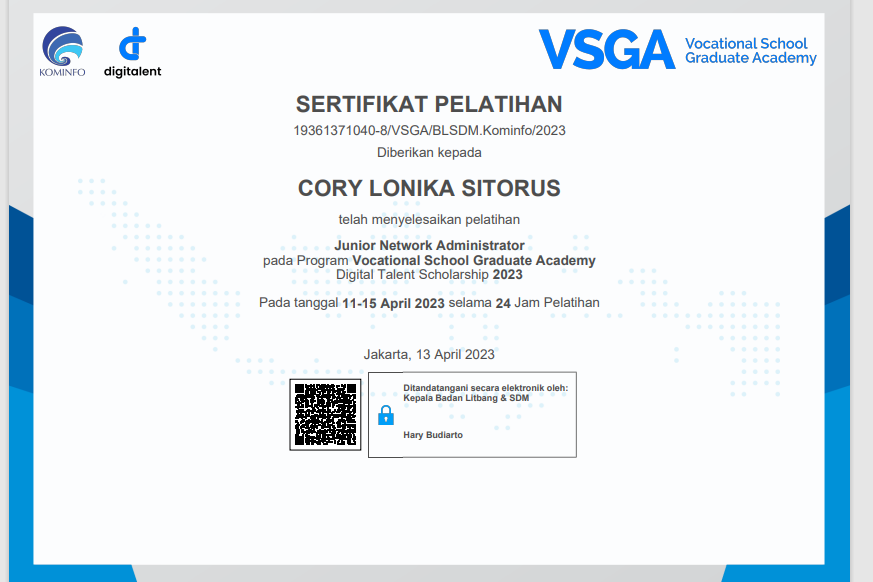 KOMINFO
digitalent
VSGA
Vocational School
Graduate Academy
SERTIFIKAT PELATIHAN
19361371040-8/VSGA/BLSDM.Kominfo/2023
Diberikan kepada
CORY LONIKA SITORUS
telah menyelesaikan pelatihan
Junior Network Administrator
pada Program Vocational School Graduate Academy
Digital Talent Scholarship 2023
Pada tanggal 11-15 April 2023 selama 24 Jam Pelatihan
Jakarta, 13 April 2023
Ditandatangani secara elektronik oleh:
Kepala Badan Litbang & SDM
Hary Budiarto